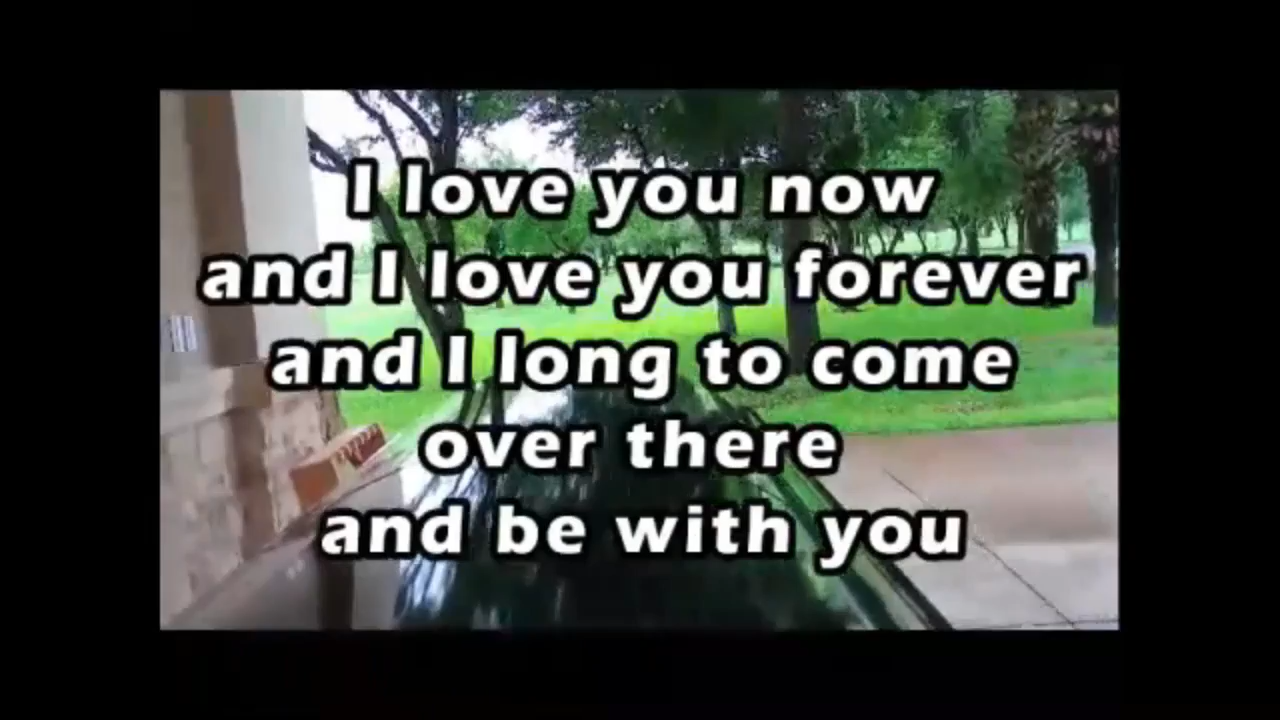 I love you now
and I love you forever
and I long to come
over there
and be with you